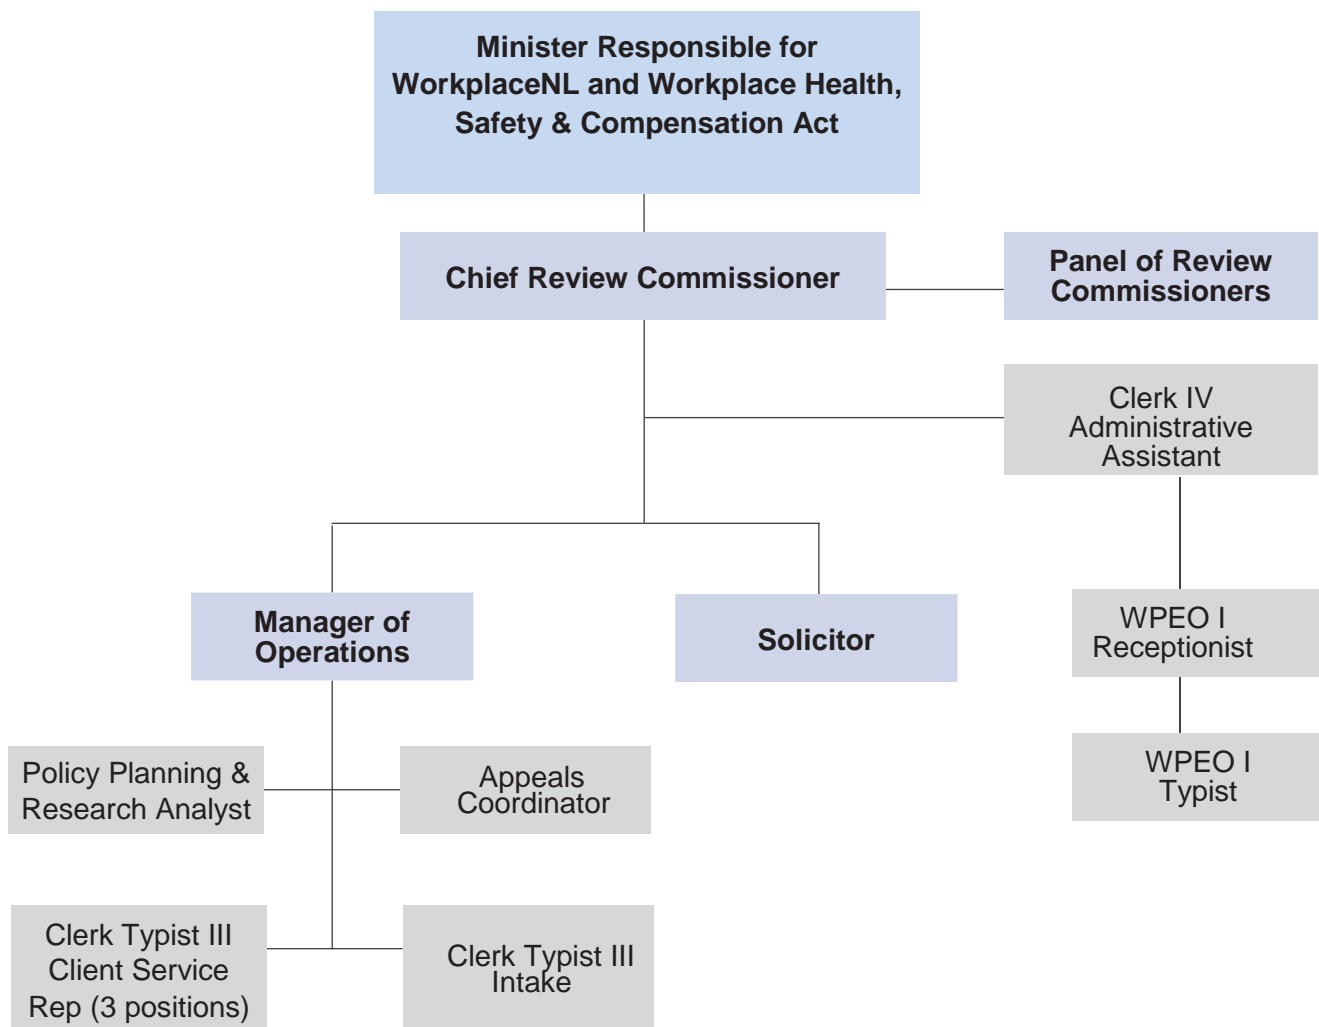 Minister Responsible for
WorkplaceNL and Workplace Health,
Safety & Compensation Act
Chief Review Commissioner
Panel of Review
Commissioners
Clerk IV
Administrative
Assistant
Manager of
Operations
Solicitor
WPEO I
Receptionist
Policy Planning &
Research Analyst
Appeals
Coordinator
WPEO I
Typist
Clerk Typist III
Client Service
Rep (3 positions)
Clerk Typist III
Intake